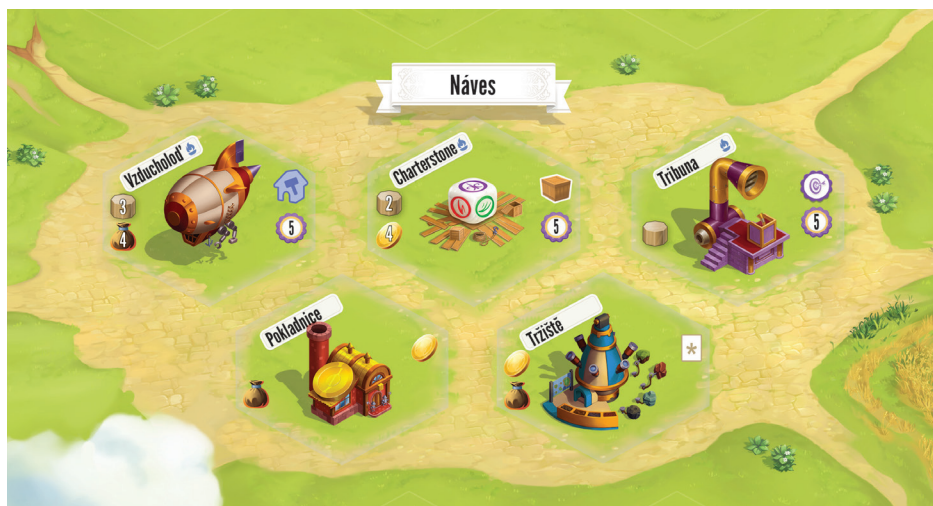 Náves
Vzducholoď
3
4
5
Charterstone
2
4
5
Tribuna
5
Pokladnice
Tržiště
*